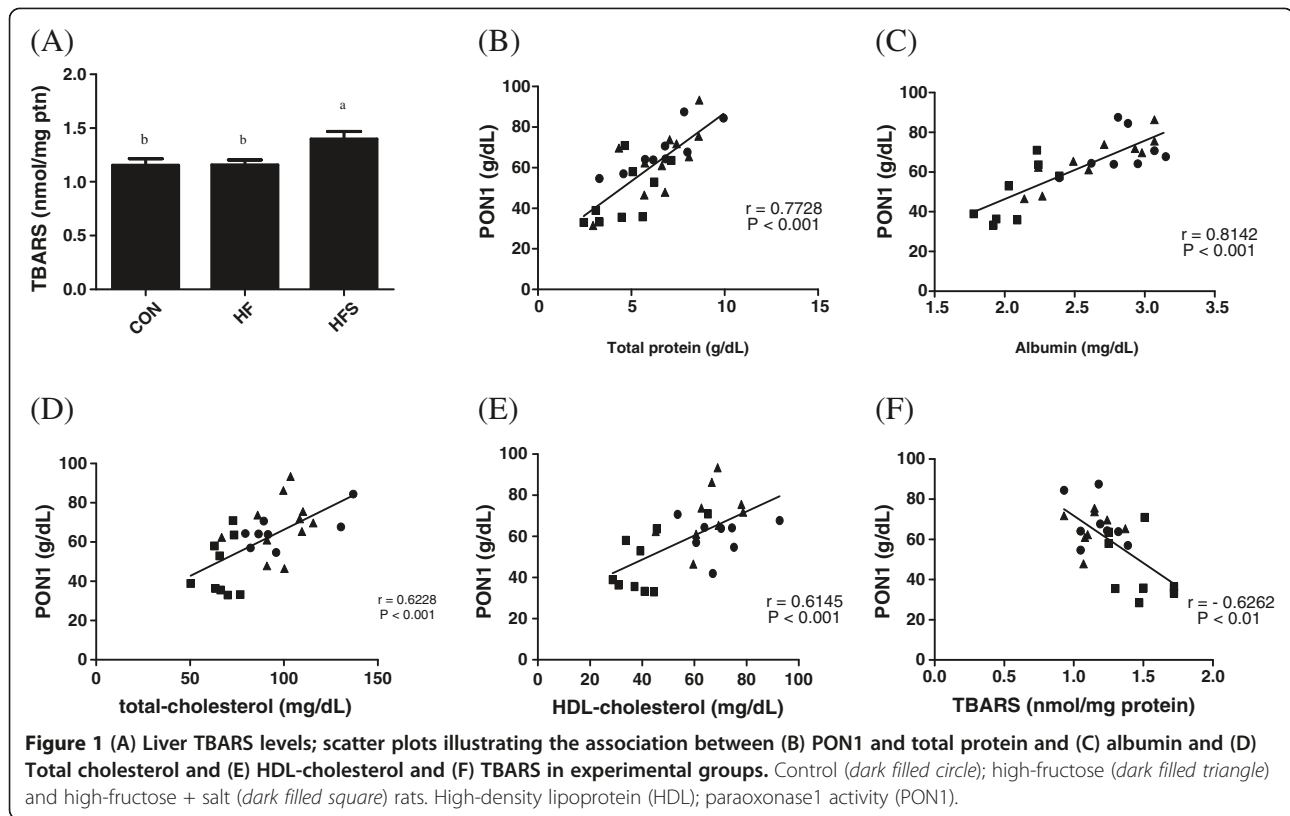 (A)
TBARS (nmol/mg ptn)
2.0
1.5
1.0
0.5
0.0
b
b
a
CON
HF
HFS
(B)
PON1 (g/dL)
100
80
60
40
20
0
0
5
10
15
r = 0.7728
P < 0.001
Total protein (g/dL)
(C)
PON1 (g/dL)
100
80
60
40
20
0
1.5
2.0
2.5
3.0
3.5
r = 0.8142
P < 0.001
Albumin (mg/dL)
(D)
PON1 (g/dL)
100
80
60
40
20
0
0
50
100
150
r = 0.6228
P < 0.001
total-cholesterol (mg/dL)
(E)
PON1 (g/dL)
100
80
60
40
20
0
0
20
40
60
80
100
r = 0.6145
P < 0.001
HDL-cholesterol (mg/dL)
(F)
PON1 (g/dL)
100
80
60
40
20
0
0.0
0.5
1.0
1.5
2.0
r = - 0.6262
P < 0.01
TBARS (nmol/mg protein)
Figure 1 (A) Liver TBARS levels; scatter plots illustrating the association between (B) PON1 and total protein and (C) albumin and (D)
Total cholesterol and (E) HDL-cholesterol and (F) TBARS in experimental groups. Control (dark filled circle); high-fructose (dark filled triangle)
and high-fructose + salt (dark filled square) rats. High-density lipoprotein (HDL); paraoxonase1 activity (PON1).